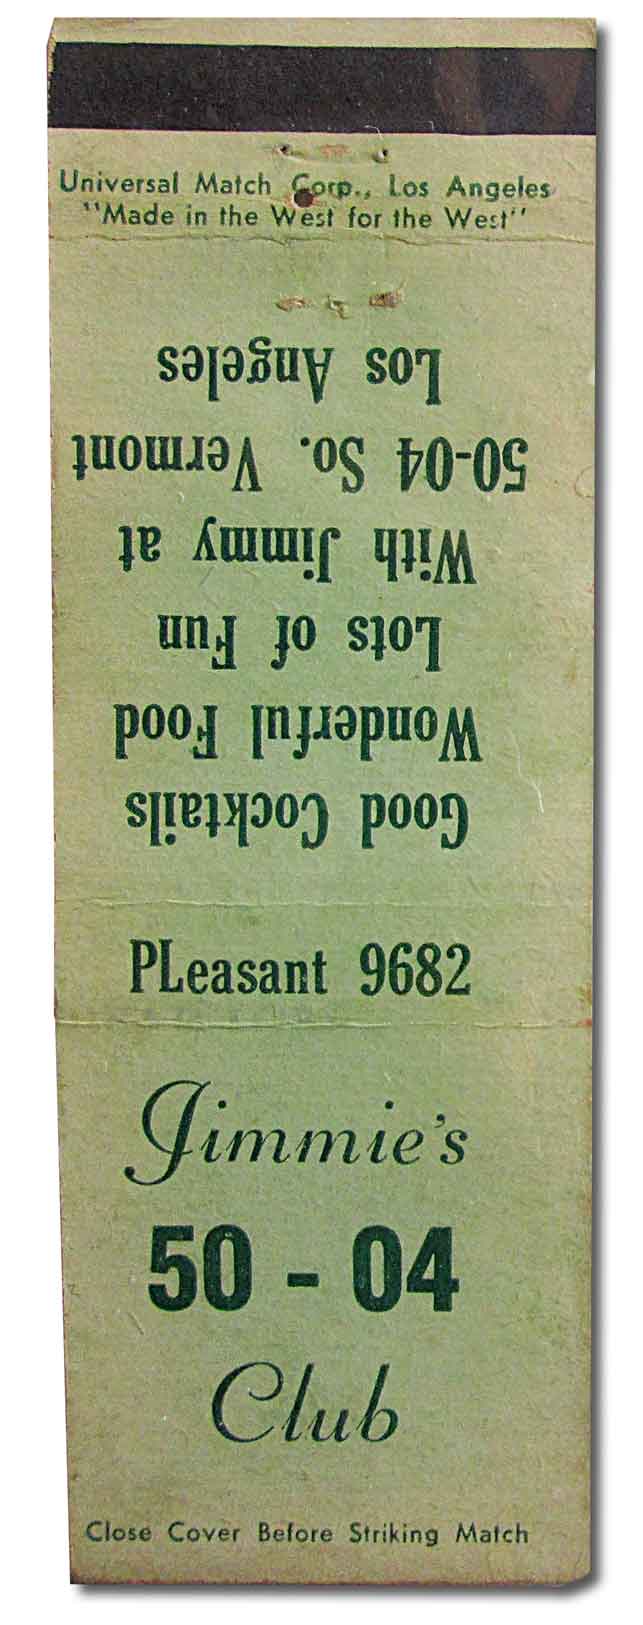 Universal Match Corp., Los Angeles
"Made in the West for the West"
Good Cocktails
Wonderful Food
Lots of Fun
With Jimmy at
50-04 So. Vermont
Los Angeles
PLeasant 9682
Jimmie's
50 - 04
Club
Close Cover Before Striking Match